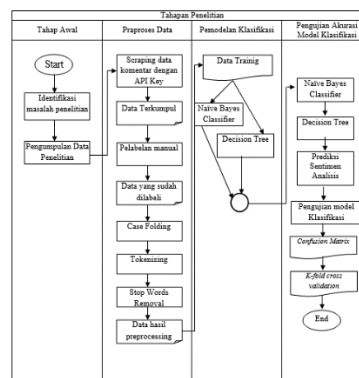 Tahapan Penelitian
Tahap Awal
Praproses Data
Pemodelan Klasifikasi
Pengujian Akurasi
Model Klasifikasi
Start
Identifikasi
masalah penelitian
Pengumpulan Data
Penelitian
Scraping data
komentar dengan
API Key
Data Terkumpul
Pelabelan manual
Data yang sudah
dilabeli
Case Folding
Tokenizing
Stop Words
Removal
Data hasil
preprocessing
Data Trainig
Naïve Bayes
Classifier
Decision Tree
Naïve Bayes
Classifier
Decision Tree
Prediksi
Sentimen
Analisis
Pengujian model
Klasifikasi
Confusion Matrix
K-fold cross
validation
End